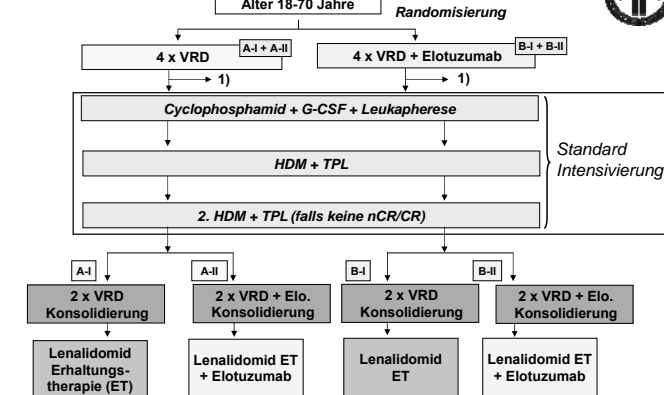 Alter 18-70 Jahre
Randomisierung
4 x VRD
A-I + A-II
4 x VRD + Elotuzumab
B-I + B-II
1)
1)
Cyclophosphamid + G-CSF + Leukapherese
HDM + TPL
2. HDM + TPL (falls keine nCR/CR)
Standard
Intensivierung
A-I
A-II
B-I
B-II
2 x VRD
Konsolidierung
2 x VRD + Elo.
Konsolidierung
2 x VRD
Konsolidierung
2 x VRD + Elo.
Konsolidierung
Lenalidomid
Erhaltungs-
therapie (ET)
Lenalidomid ET
+ Elotuzumab
Lenalidomid
ET
Lenalidomid ET
+ Elotuzumab